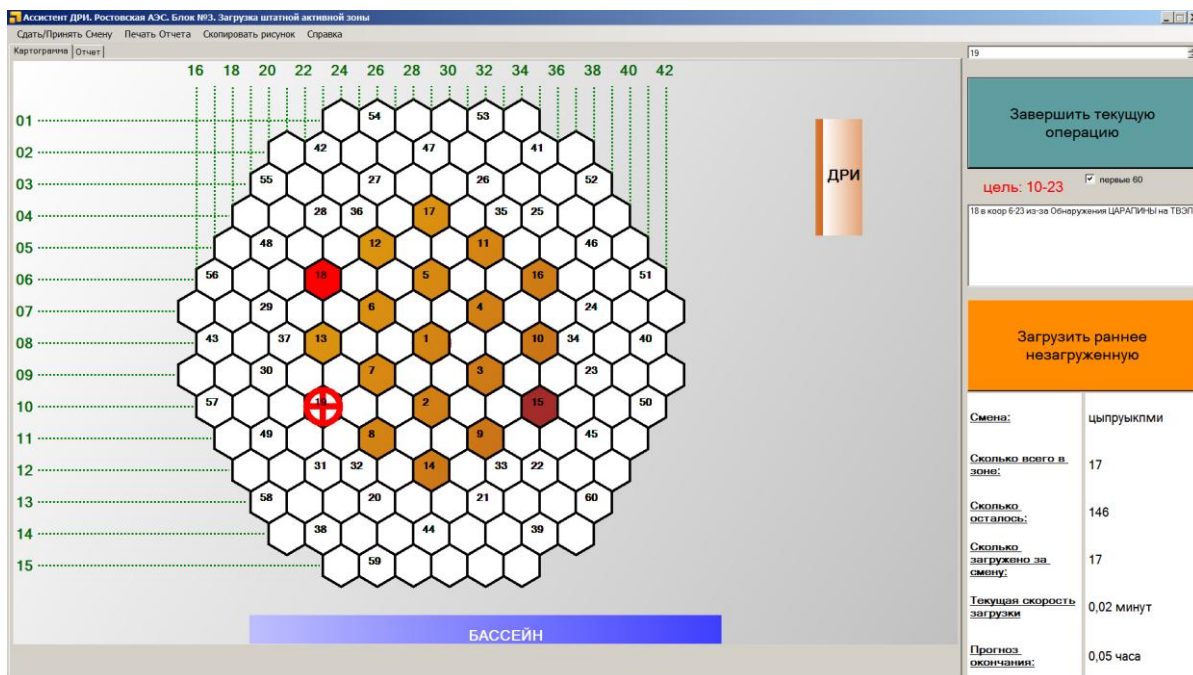 Ассистент ДРИ. Ростовская АЭС. Блок №3. Загрузка штатной активной зоны
Сдать/Принять Смену Печать Отчета Скопировать рисунок Справка
Картограмма Отчет
19
16 18 20 22 24 26 28 30 32 34 36 38 40 42
01 54 53
02 42 47 41
03 55 27 26 52
04 28 36 17 35 25
05 48 12 11 46
06 56 18 5 16 51
07 29 6 4 24
08 43 37 13 1 10 34 40
09 30 7 3 23
10 57 19 2 15 50
11 49 8 9 45
12 31 32 14 33 22
13 58 20 21 60
14 38 44 39
15 59
ДРИ
БАССЕЙН
Завершить текущую
операцию
цель: 10-23 первые 60
18 в коор 6-23 из-за Обнаружения ЦАРАПИНЫ на ТВЭП
Загрузить раннее
незагруженную
Смена: цыпруыкпми
Сколько всего в
зоне: 17
Сколько
осталось: 146
Сколько
загружено за
смену: 17
Текущая скорость
загрузки 0,02 минут
Прогноз
окончания: 0,05 часа